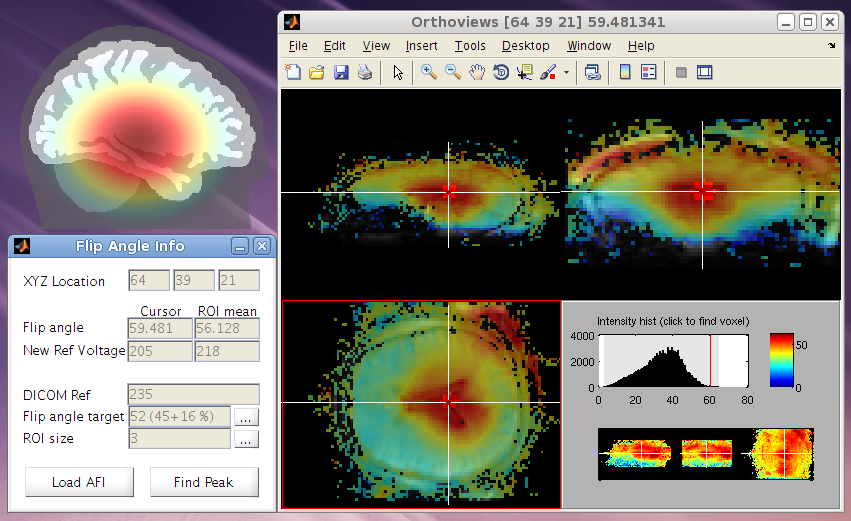 Orthoviews [64 39 21] 59.481341
File Edit View Insert Tools Desktop Window Help
Flip Angle Info
XYZ Location 64 39 21
Cursor ROI mean
Flip angle 59.481 56.128
New Ref Voltage 205 218
DICOM Ref 235
Flip angle target 52 (45+16 %) ...
ROI size 3 ...
Load AFI Find Peak
Intensity hist (click to find voxel)
4000
2000
0
0 20 40 60 80
50
0